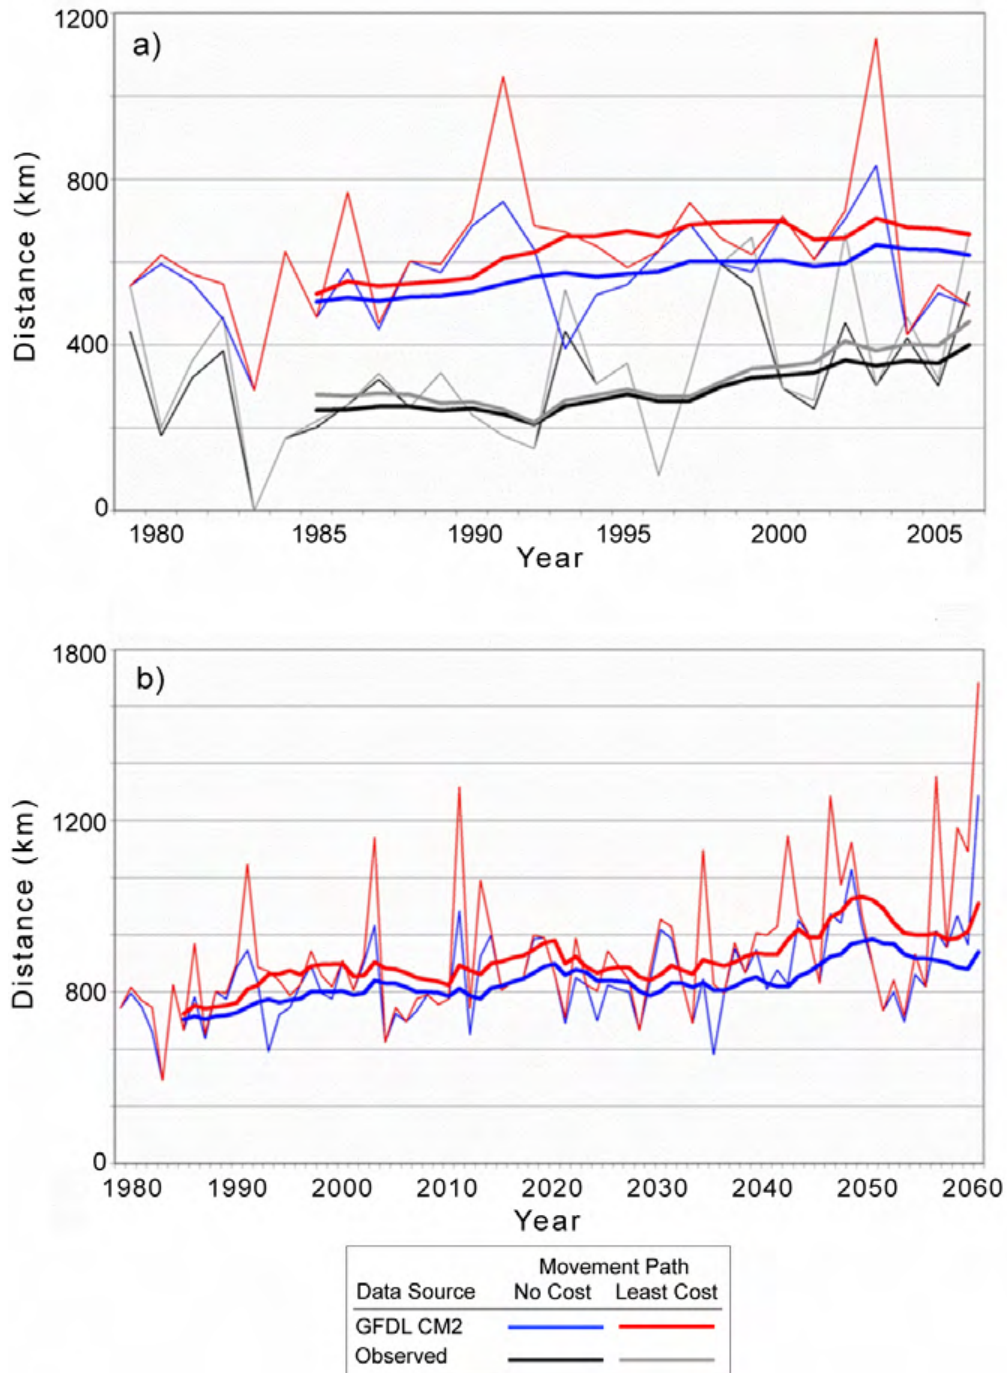 1200
a)
800
Distance (km)
400
0
1980 1985 1990 1995 2000 2005
Year
1800
b)
1200
Distance (km)
800
0
1980 1990 2000 2010 2020 2030 2040 2050 2060
Year
Movement Path
Data Source No Cost Least Cost
GFDL CM2
Observed